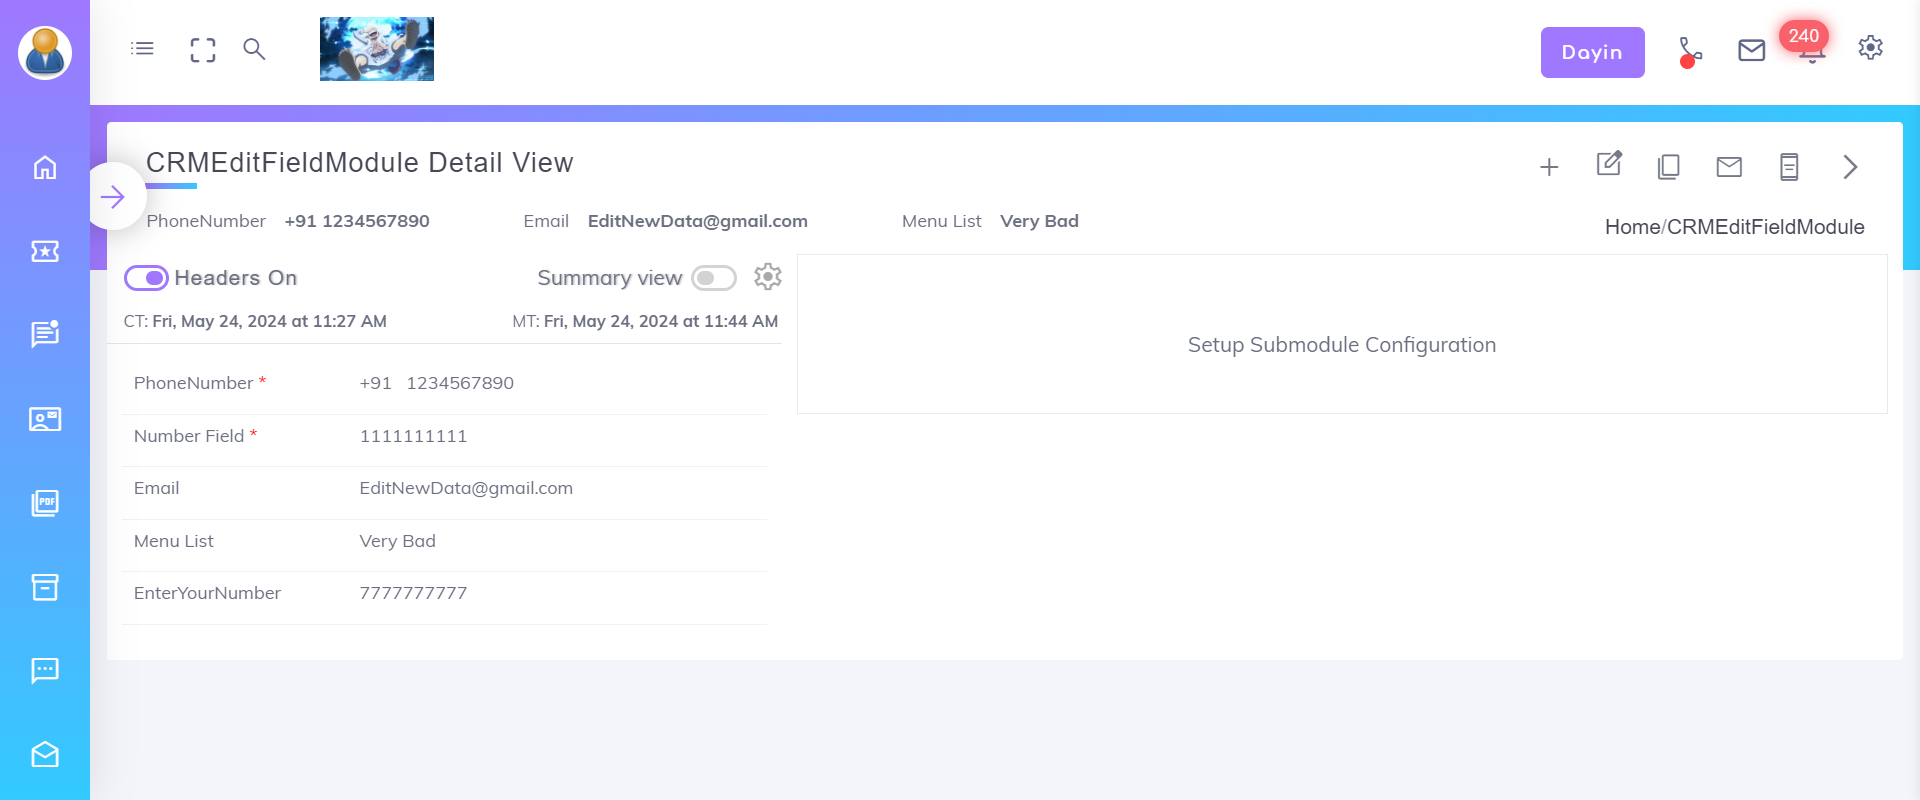 Dayin
240
CRMEditFieldModule Detail View
PhoneNumber +91 1234567890 Email EditNewData@gmail.com Menu List Very Bad
Home/CRMEditFieldModule
Headers On Summary view
CT: Fri, May 24, 2024 at 11:27 AM MT: Fri, May 24, 2024 at 11:44 AM
Setup Submodule Configuration
PhoneNumber * +91 1234567890
Number Field * 1111111111
Email EditNewData@gmail.com
Menu List Very Bad
EnterYourNumber 7777777777
PDF